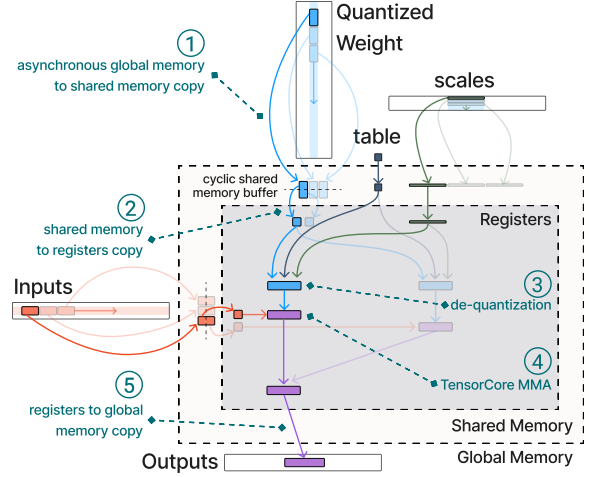 Quantized
Weight
1
asynchronous global memory
to shared memory copy
scales
table
cyclic shared
memory buffer
2
shared memory
to registers copy
Registers
Inputs
3
de-quantization
4
TensorCore MMA
5
registers to global
memory copy
Shared Memory
Global Memory
Outputs